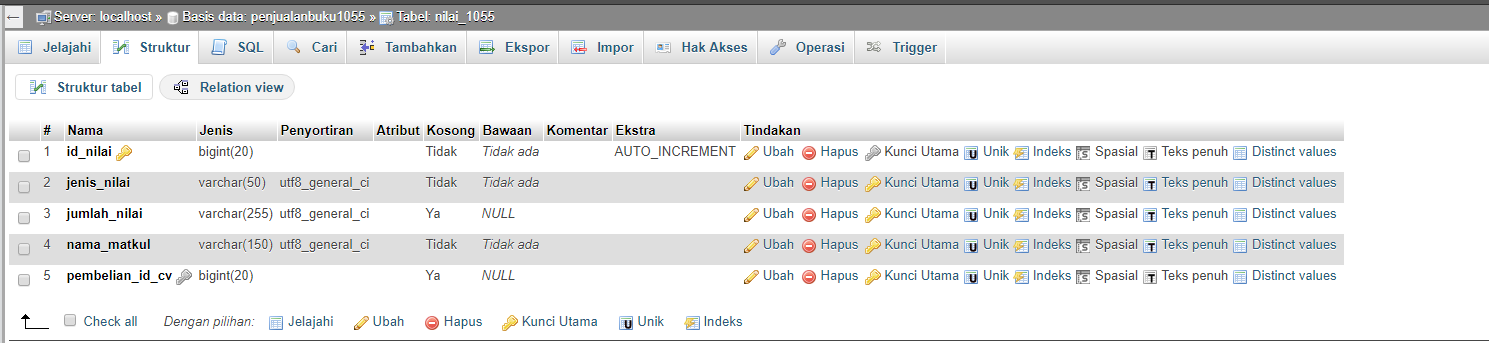 Server: localhost » Basis data: penjualanbuku1055 » Tabel: nilai_1055
Jelajahi Struktur SQL Cari Tambahkan Ekspor Impor Hak Akses Operasi Trigger
Struktur tabel Relation view
# Nama Jenis Penyortiran Atribut Kosong Bawaan Komentar Ekstra Tindakan
1 id_nilai bigint(20) Tidak Tidak ada AUTO_INCREMENT Ubah Hapus Kunci Utama Unik Indeks Spasial Teks penuh Distinct values
2 jenis_nilai varchar(50) utf8_general_ci Tidak Tidak ada Ubah Hapus Kunci Utama Unik Indeks Spasial Teks penuh Distinct values
3 jumlah_nilai varchar(255) utf8_general_ci Ya NULL Ubah Hapus Kunci Utama Unik Indeks Spasial Teks penuh Distinct values
4 nama_matkul varchar(150) utf8_general_ci Tidak Tidak ada Ubah Hapus Kunci Utama Unik Indeks Spasial Teks penuh Distinct values
5 pembelian_id_cv bigint(20) Ya NULL Ubah Hapus Kunci Utama Unik Indeks Spasial Teks penuh Distinct values
Check all Dengan pilihan: Jelajahi Ubah Hapus Kunci Utama Unik Indeks